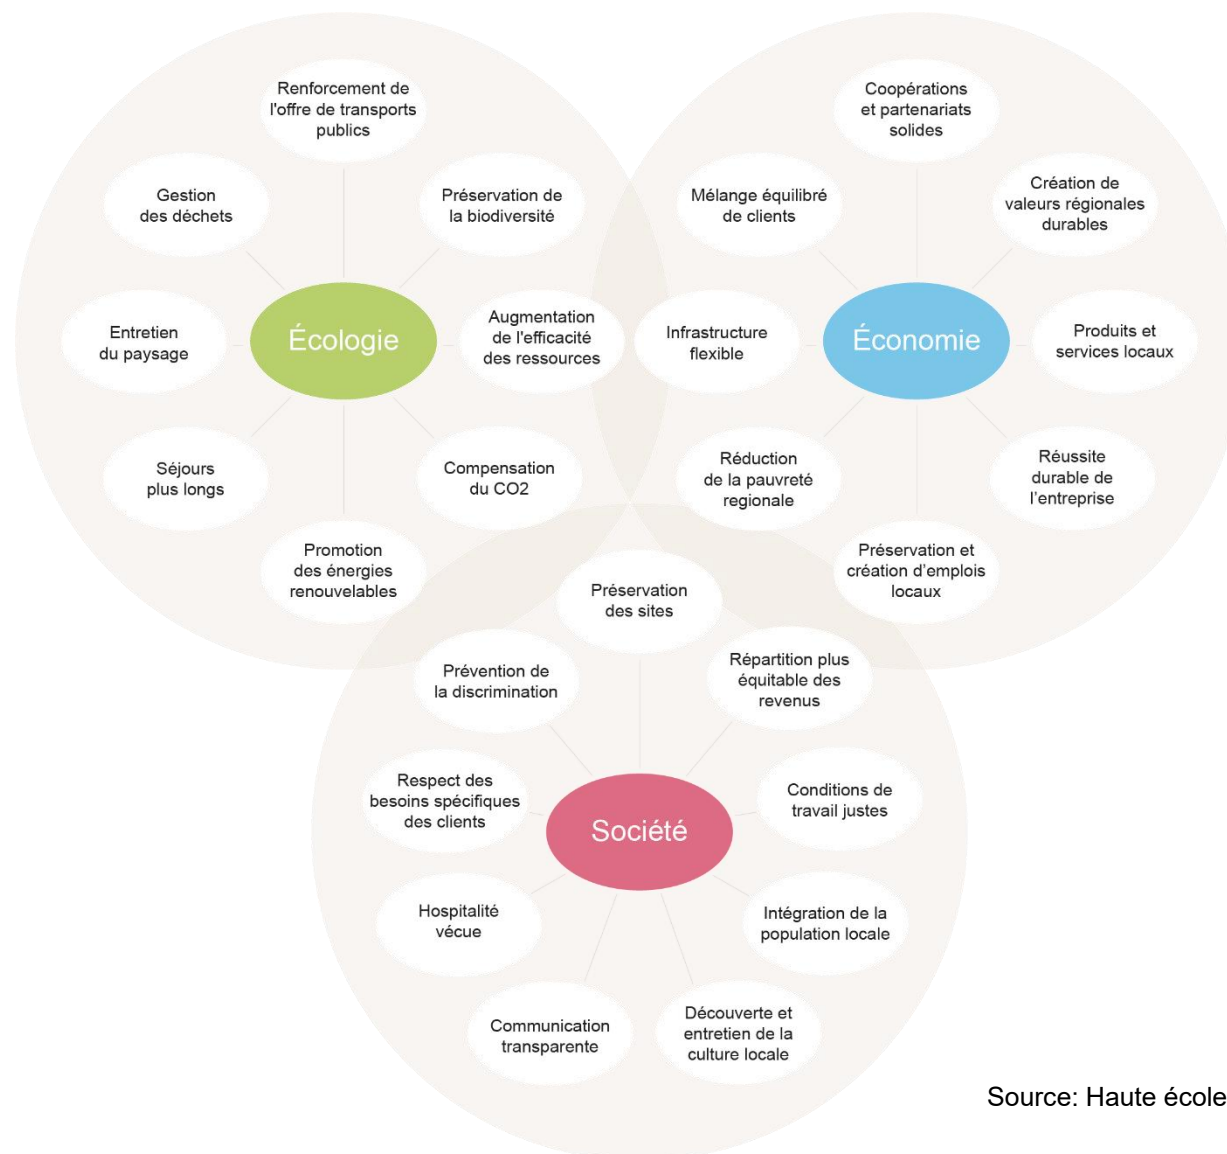 Renforcement de
l'offre de transports
publics
Gestion
des déchets
Préservation de
la biodiversité
Écologie
Entretien
du paysage
Augmentation
de l'efficacité
des ressources
Séjours
plus longs
Compensation
du CO2
Promotion
des énergies
renouvelables
Coopérations
et partenariats
solides
Mélange équilibré
de clients
Création de
valeurs régionales
durables
Économie
Infrastructure
flexible
Produits et
services locaux
Réduction
de la pauvreté
regionale
Réussite
durable de
l’entreprise
Préservation et
création d’emplois
locaux
Préservation
des sites
Prévention de
la discrimination
Répartition plus
équitable des
revenus
Respect des
besoins spécifiques
des clients
Conditions de
travail justes
Société
Hospitalité
vécue
Intégration de la
population locale
Communication
transparente
Découverte et
entretien de la
culture locale
Source: Haute école